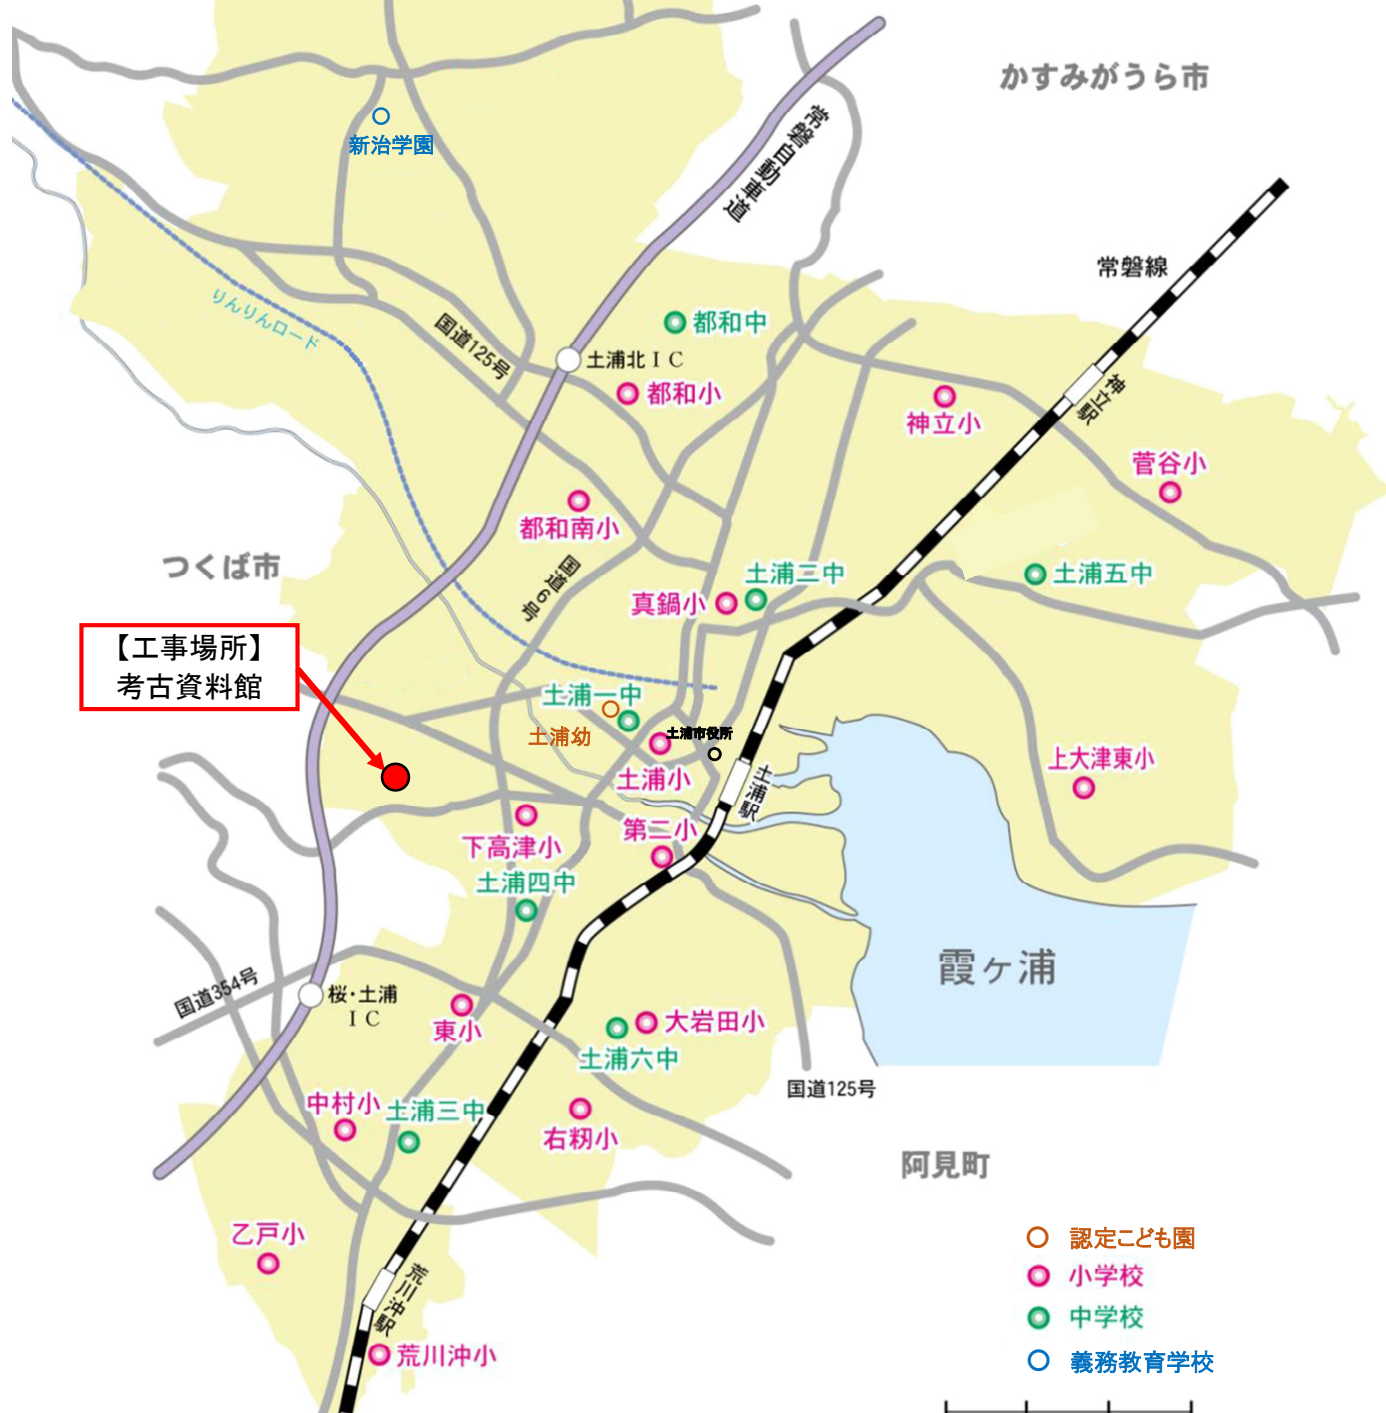 かすみがうら市
常磐自動車道
新治学園
常磐線
りんりんロード
国道125号
都和中
土浦北ＩＣ
都和小
神立駅
神立小
菅谷小
都和南小
つくば市
国道6号
土浦二中
土浦五中
真鍋小
【工事場所】
考古資料館
土浦一中
土浦幼
土浦市役所
土浦小
土浦駅
上大津東小
第二小
下高津小
土浦四中
霞ヶ浦
国道354号
桜・土浦
ＩＣ
東小
大岩田小
土浦六中
国道125号
中村小
土浦三中
右籾小
阿見町
乙戸小
荒川沖駅
荒川沖小
認定こども園
小学校
中学校
義務教育学校